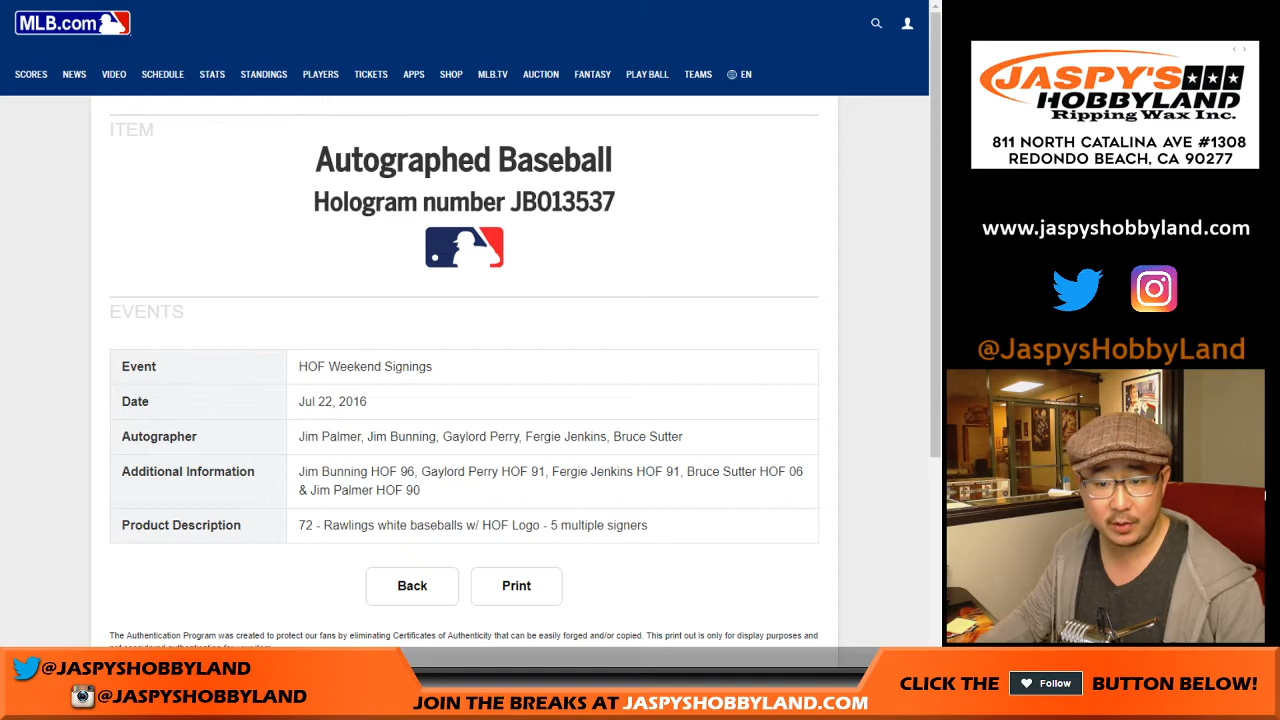 MLB.com
SCORES NEWS VIDEO SCHEDULE STATS STANDINGS PLAYERS TICKETS APPS SHOP MLB.TV AUCTION FANTASY PLAY BALL TEAMS EN
ITEM
Autographed Baseball
Hologram number JB013537
EVENTS
Event HOF Weekend Signings
Date Jul 22, 2016
Autographer Jim Palmer, Jim Bunning, Gaylord Perry, Fergie Jenkins, Bruce Sutter
Additional Information Jim Bunning HOF 96, Gaylord Perry HOF 91, Fergie Jenkins HOF 91, Bruce Sutter HOF 06
& Jim Palmer HOF 90
Product Description 72 - Rawlings white baseballs w/ HOF Logo - 5 multiple signers
Back Print
The Authentication Program was created to protect our fans by eliminating Certificates of Authenticity that can be easily forged and/or copied. This print out is only for display purposes and
JASPY'S
HOBBYLAND
Ripping Wax Inc.
811 NORTH CATALINA AVE #1308
REDONDO BEACH, CA 90277
www.jaspyshobbyland.com
@JaspysHobbyLand
@JASPYSHOBBYLAND
@JASPYSHOBBYLAND
JOIN THE BREAKS AT JASPYSHOBBYLAND.COM
CLICK THE Follow BUTTON BELOW!